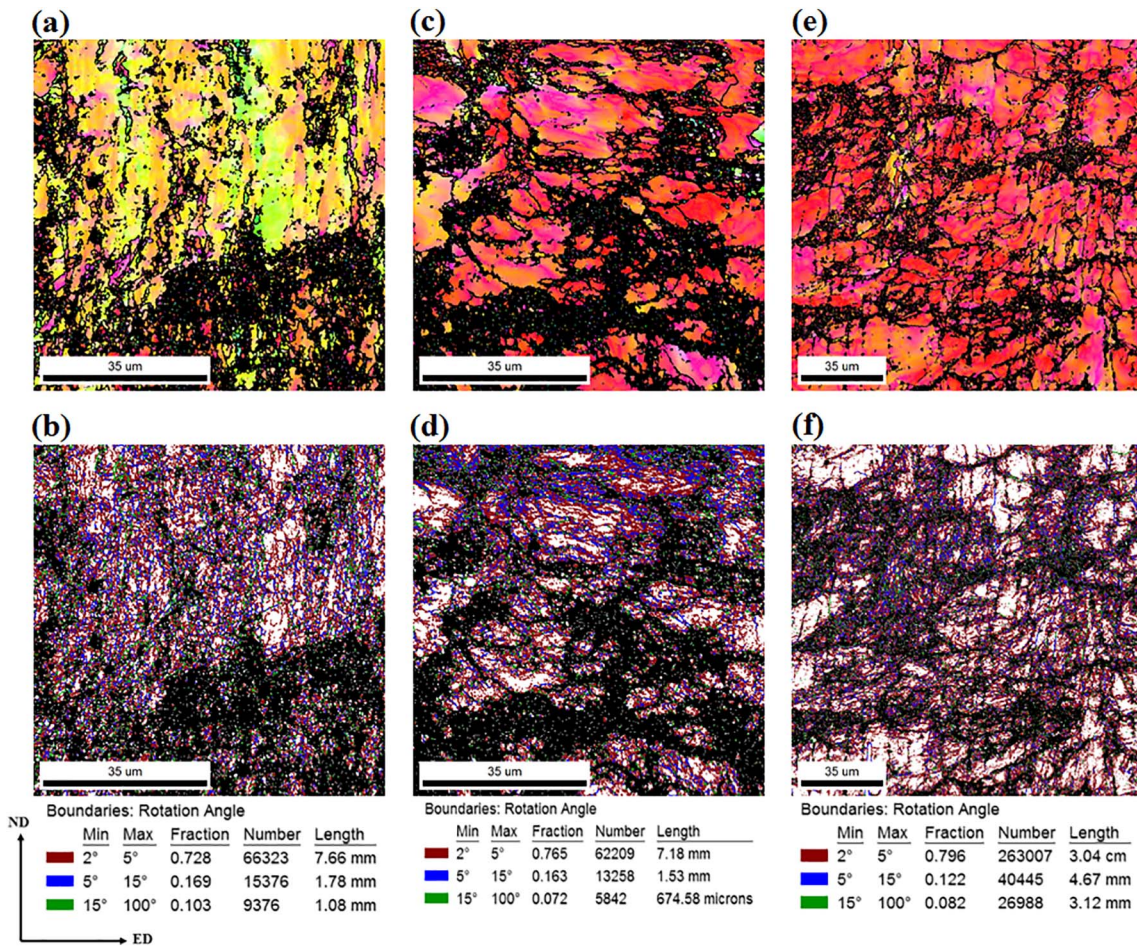 (a)
(c)
(e)
35 um
35 um
35 um
(b)
(d)
(f)
35 um
35 um
35 um
Boundaries: Rotation Angle
Min Max Fraction Number Length
2° 5° 0.728 66323 7.66 mm
5° 15° 0.169 15376 1.78 mm
15° 100° 0.103 9376 1.08 mm
Boundaries: Rotation Angle
Min Max Fraction Number Length
2° 5° 0.765 62209 7.18 mm
5° 15° 0.163 13258 1.53 mm
15° 100° 0.072 5842 674.58 microns
Boundaries: Rotation Angle
Min Max Fraction Number Length
2° 5° 0.796 263007 3.04 cm
5° 15° 0.122 40445 4.67 mm
15° 100° 0.082 26988 3.12 mm
ND
ED